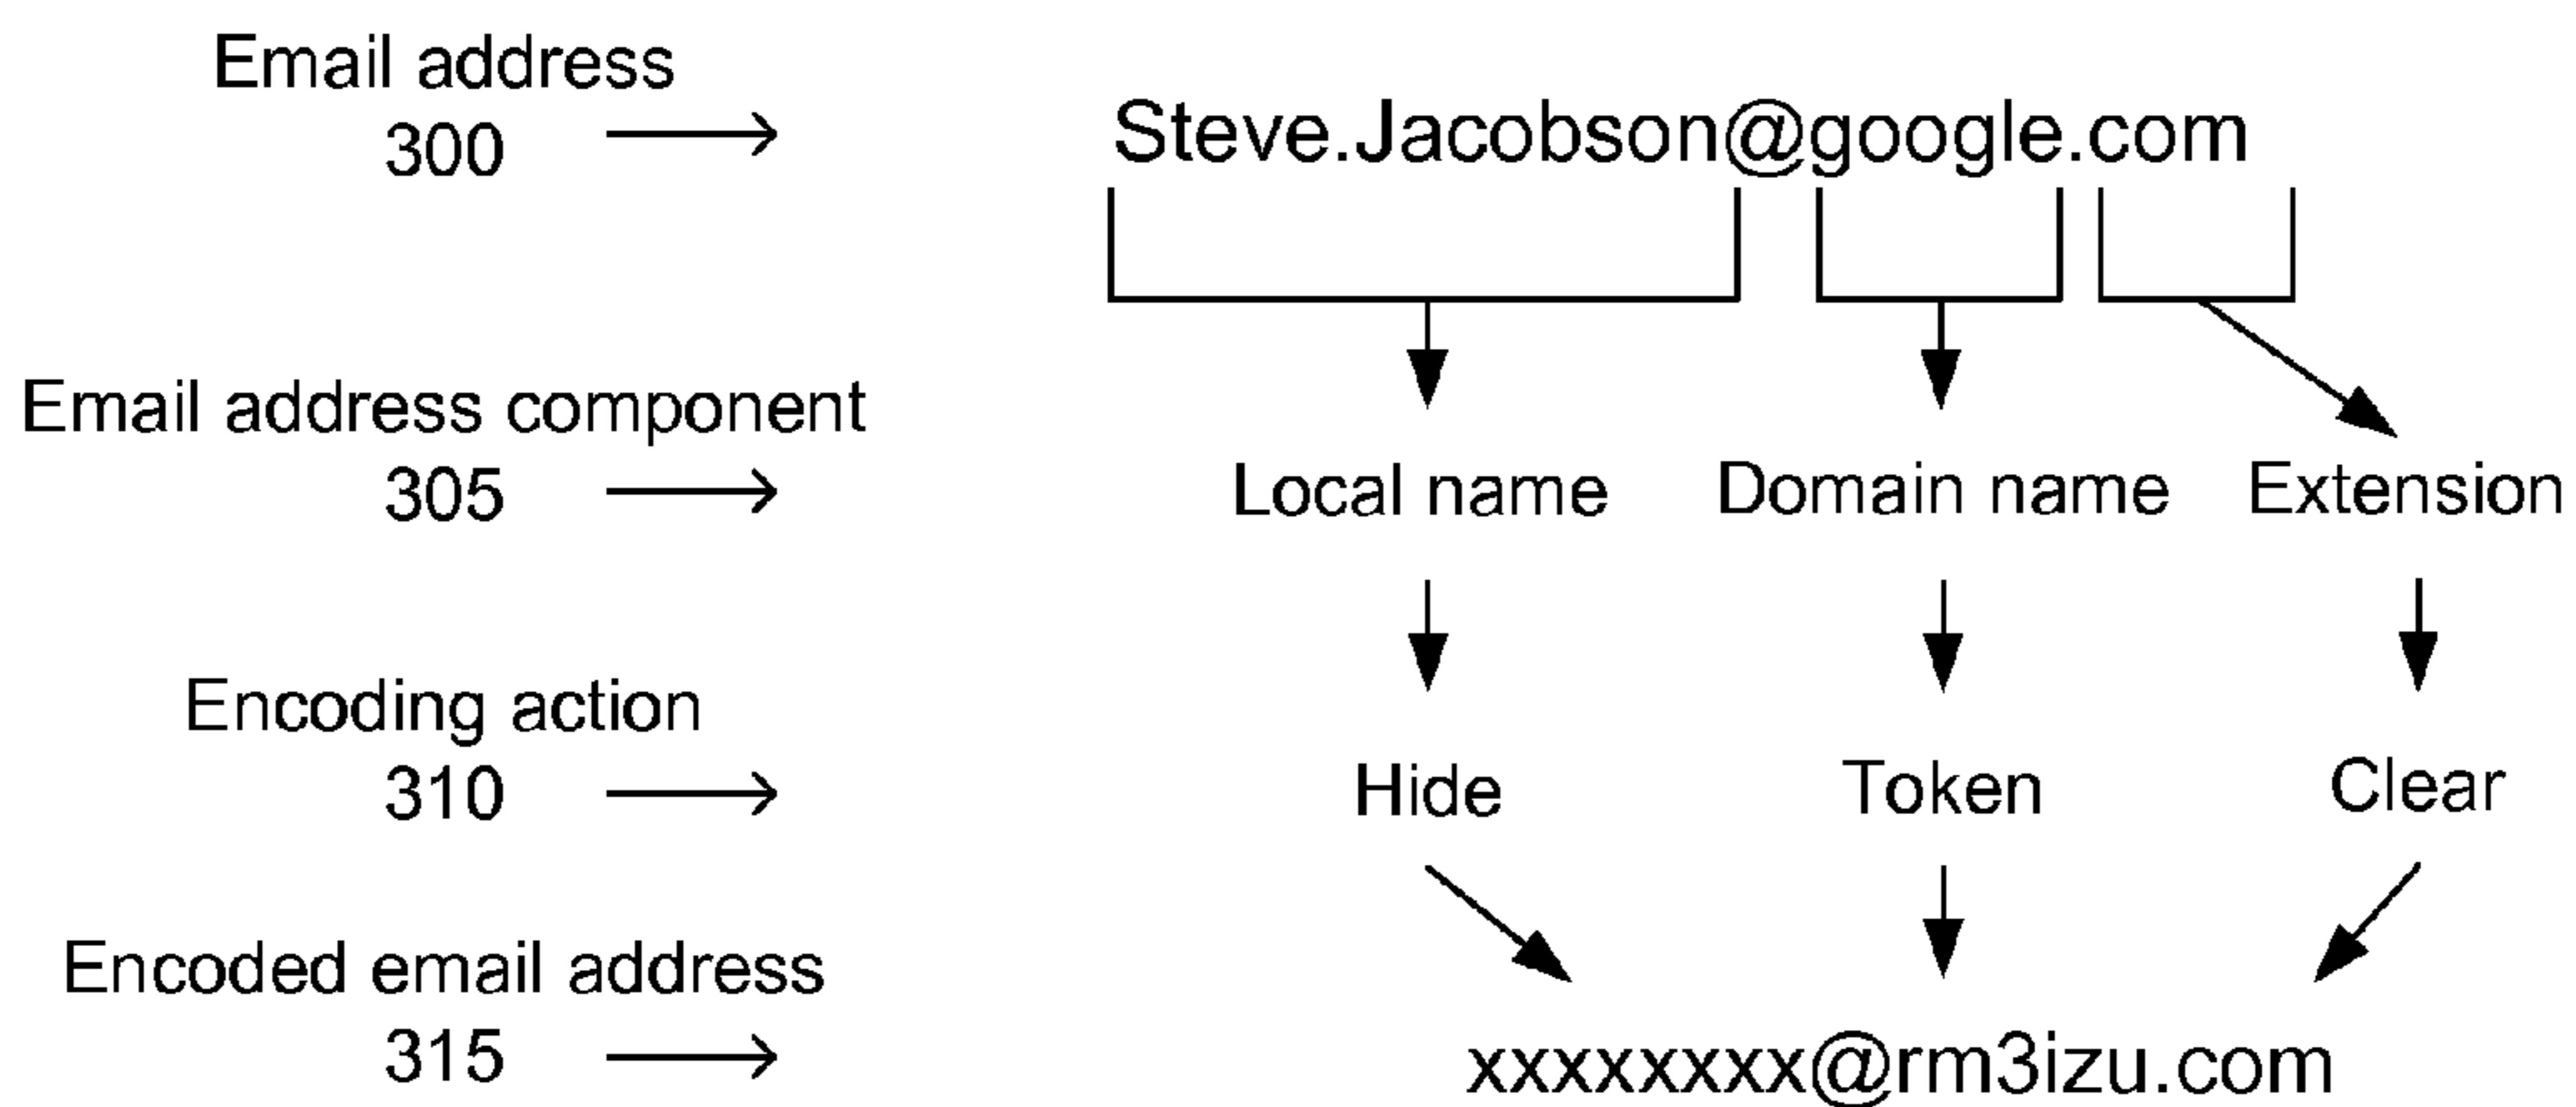 Email address
300
Steve.Jacobson@google.com
Email address component
305
Local name
Domain name
Extension
Encoding action
310
Hide
Token
Clear
Encoded email address
315
xxxxxxxx@rm3izu.com